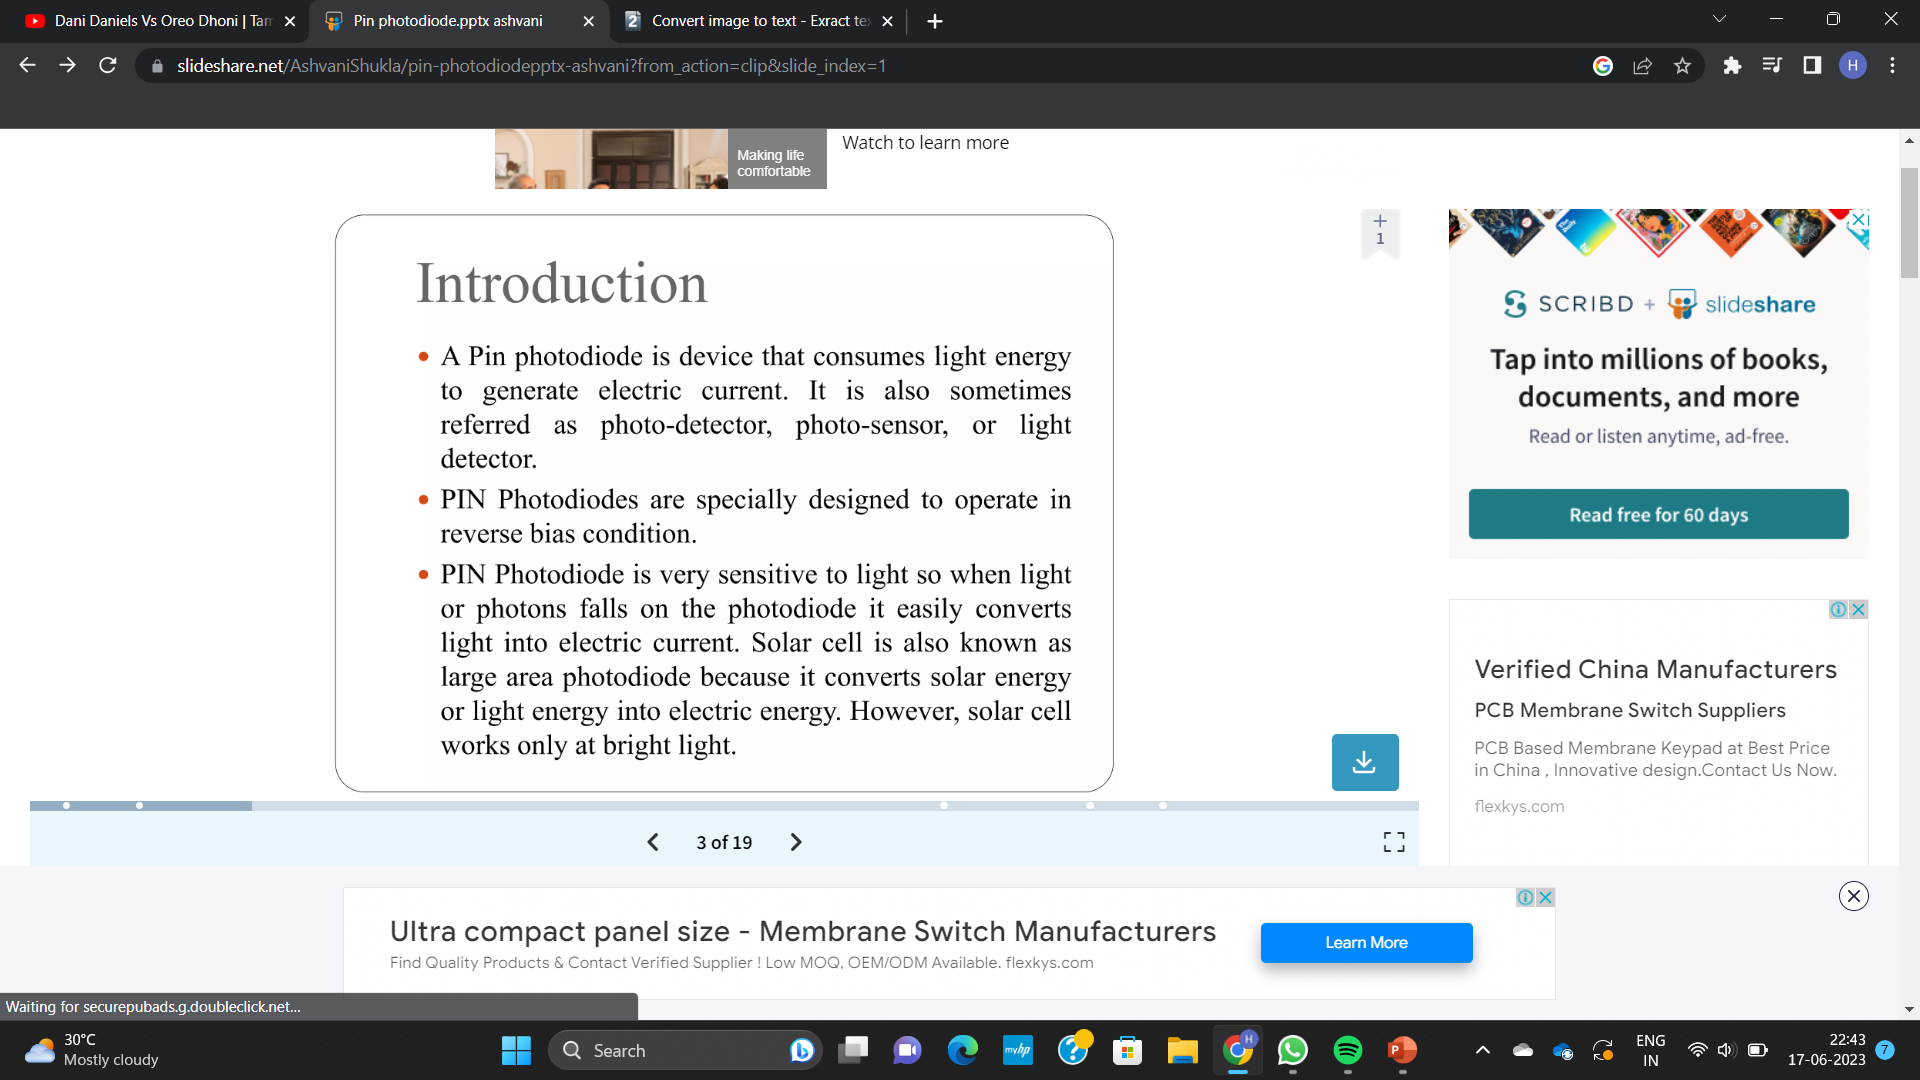 Dani Daniels Vs Oreo Dhoni | Tam
Pin photodiode.pptx ashvani
Convert image to text - Exract te
slideshare.net/AshvaniShukla/pin-photodiodepptx-ashvani?from_action=clip&slide_index=1
H
Making life
comfortable
Watch to learn more
+
1
Introduction
• A Pin photodiode is device that consumes light energy
to generate electric current. It is also sometimes
referred as photo-detector, photo-sensor, or light
detector.
• PIN Photodiodes are specially designed to operate in
reverse bias condition.
• PIN Photodiode is very sensitive to light so when light
or photons falls on the photodiode it easily converts
light into electric current. Solar cell is also known as
large area photodiode because it converts solar energy
or light energy into electric energy. However, solar cell
works only at bright light.
3 of 19
SCRIBD + slideshare
Tap into millions of books,
documents, and more
Read or listen anytime, ad-free.
Read free for 60 days
Verified China Manufacturers
PCB Membrane Switch Suppliers
PCB Based Membrane Keypad at Best Price
in China , Innovative design.Contact Us Now.
flexkys.com
Ultra compact panel size - Membrane Switch Manufacturers
Find Quality Products & Contact Verified Supplier ! Low MOQ, OEM/ODM Available. flexkys.com
Learn More
Waiting for securepubads.g.doubleclick.net...
30°C
Mostly cloudy
Search
myhp
H
P
ENG
IN
22:43
17-06-2023
7